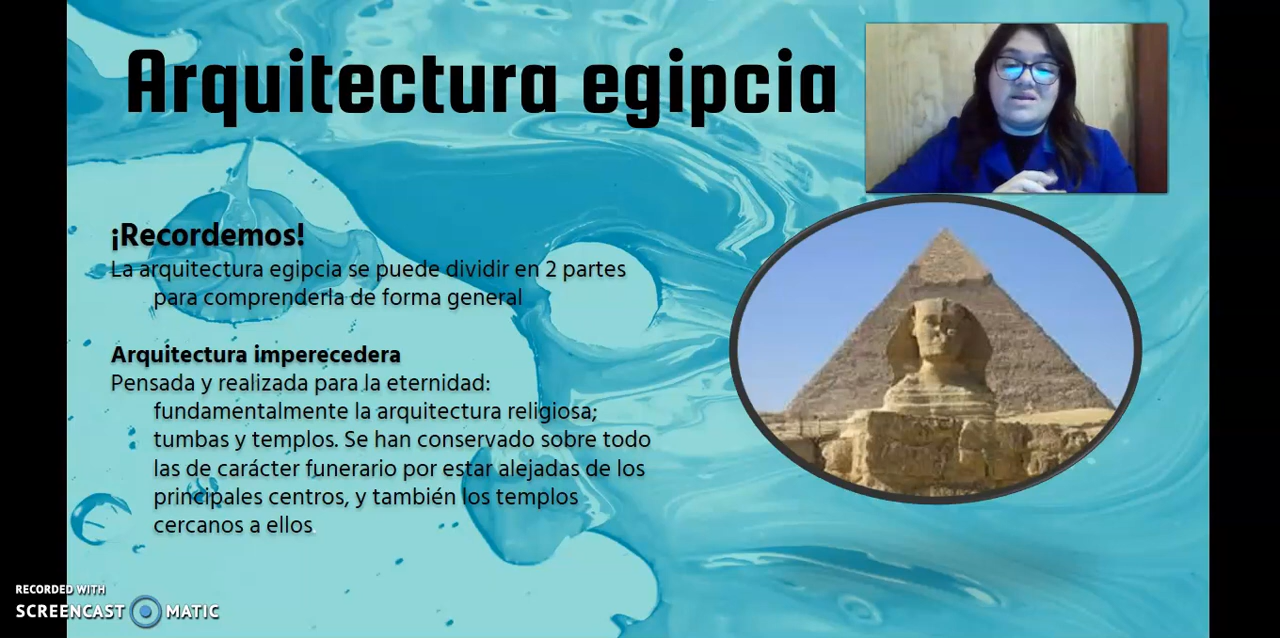 Arquitectura egipcia
¡Recordemos!
La arquitectura egipcia se puede dividir en 2 partes
para comprenderla de forma general
Arquitectura imperecedera
Pensada y realizada para la eternidad:
fundamentalmente la arquitectura religiosa;
tumbas y templos. Se han conservado sobre todo
las de carácter funerario por estar alejadas de los
principales centros, y también los templos
cercanos a ellos
RECORDED WITH
SCREENCAST MATIC